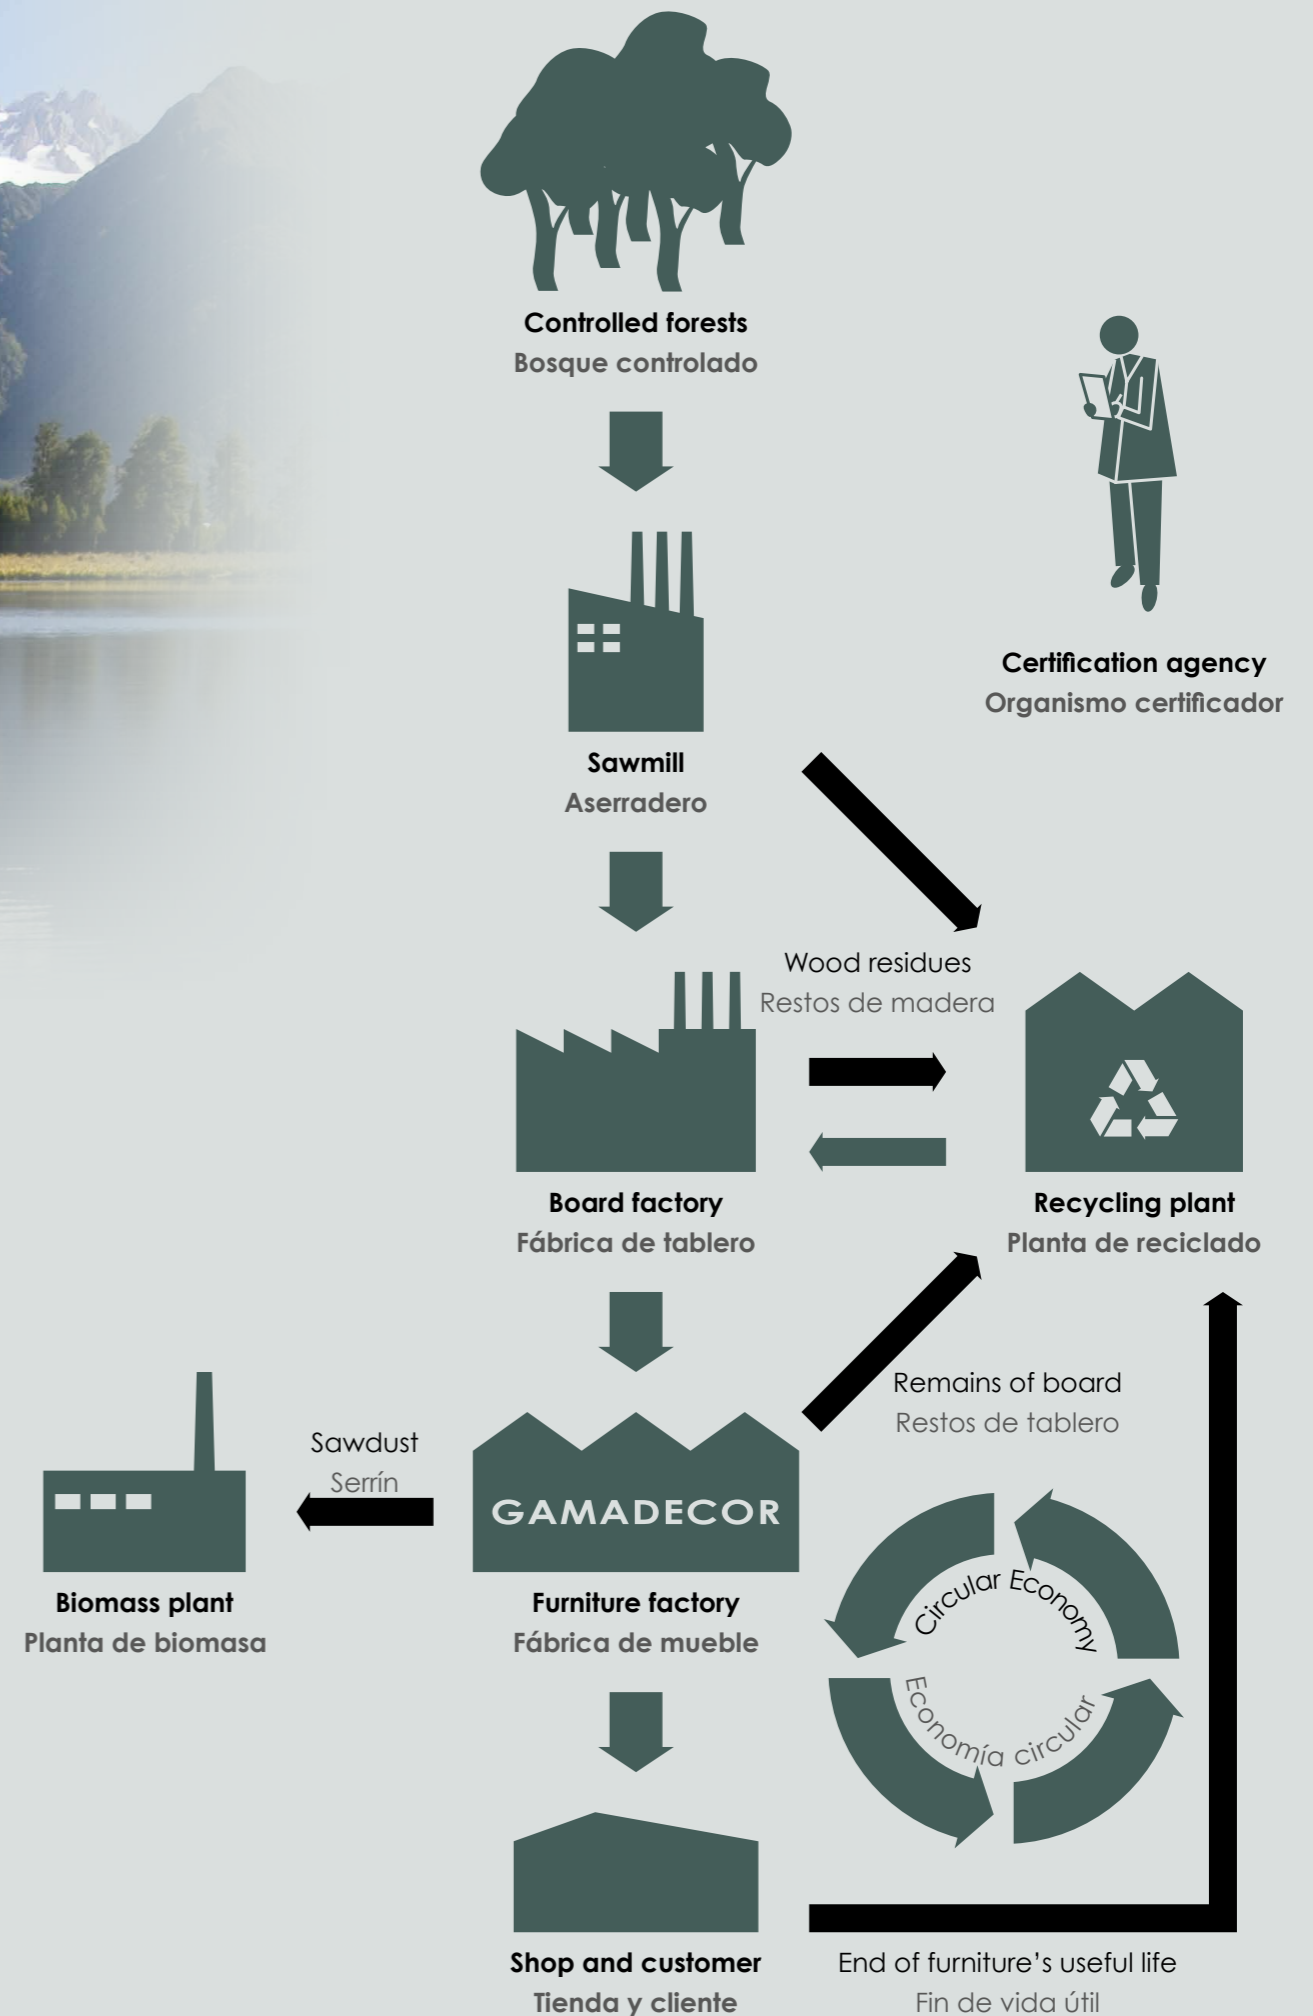 Controlled forests
Bosque controlado
Certification agency
Organismo certificador
Sawmill
Aserradero
Wood residues
Restos de madera
Board factory
Fábrica de tablero
Recycling plant
Planta de reciclado
Remains of board
Restos de tablero
Sawdust
Serrín
GAMADECOR
Biomass plant
Planta de biomasa
Furniture factory
Fábrica de mueble
Circular Economy
Economía circular
Shop and customer
Tienda y cliente
End of furniture’s useful life
Fin de vida útil